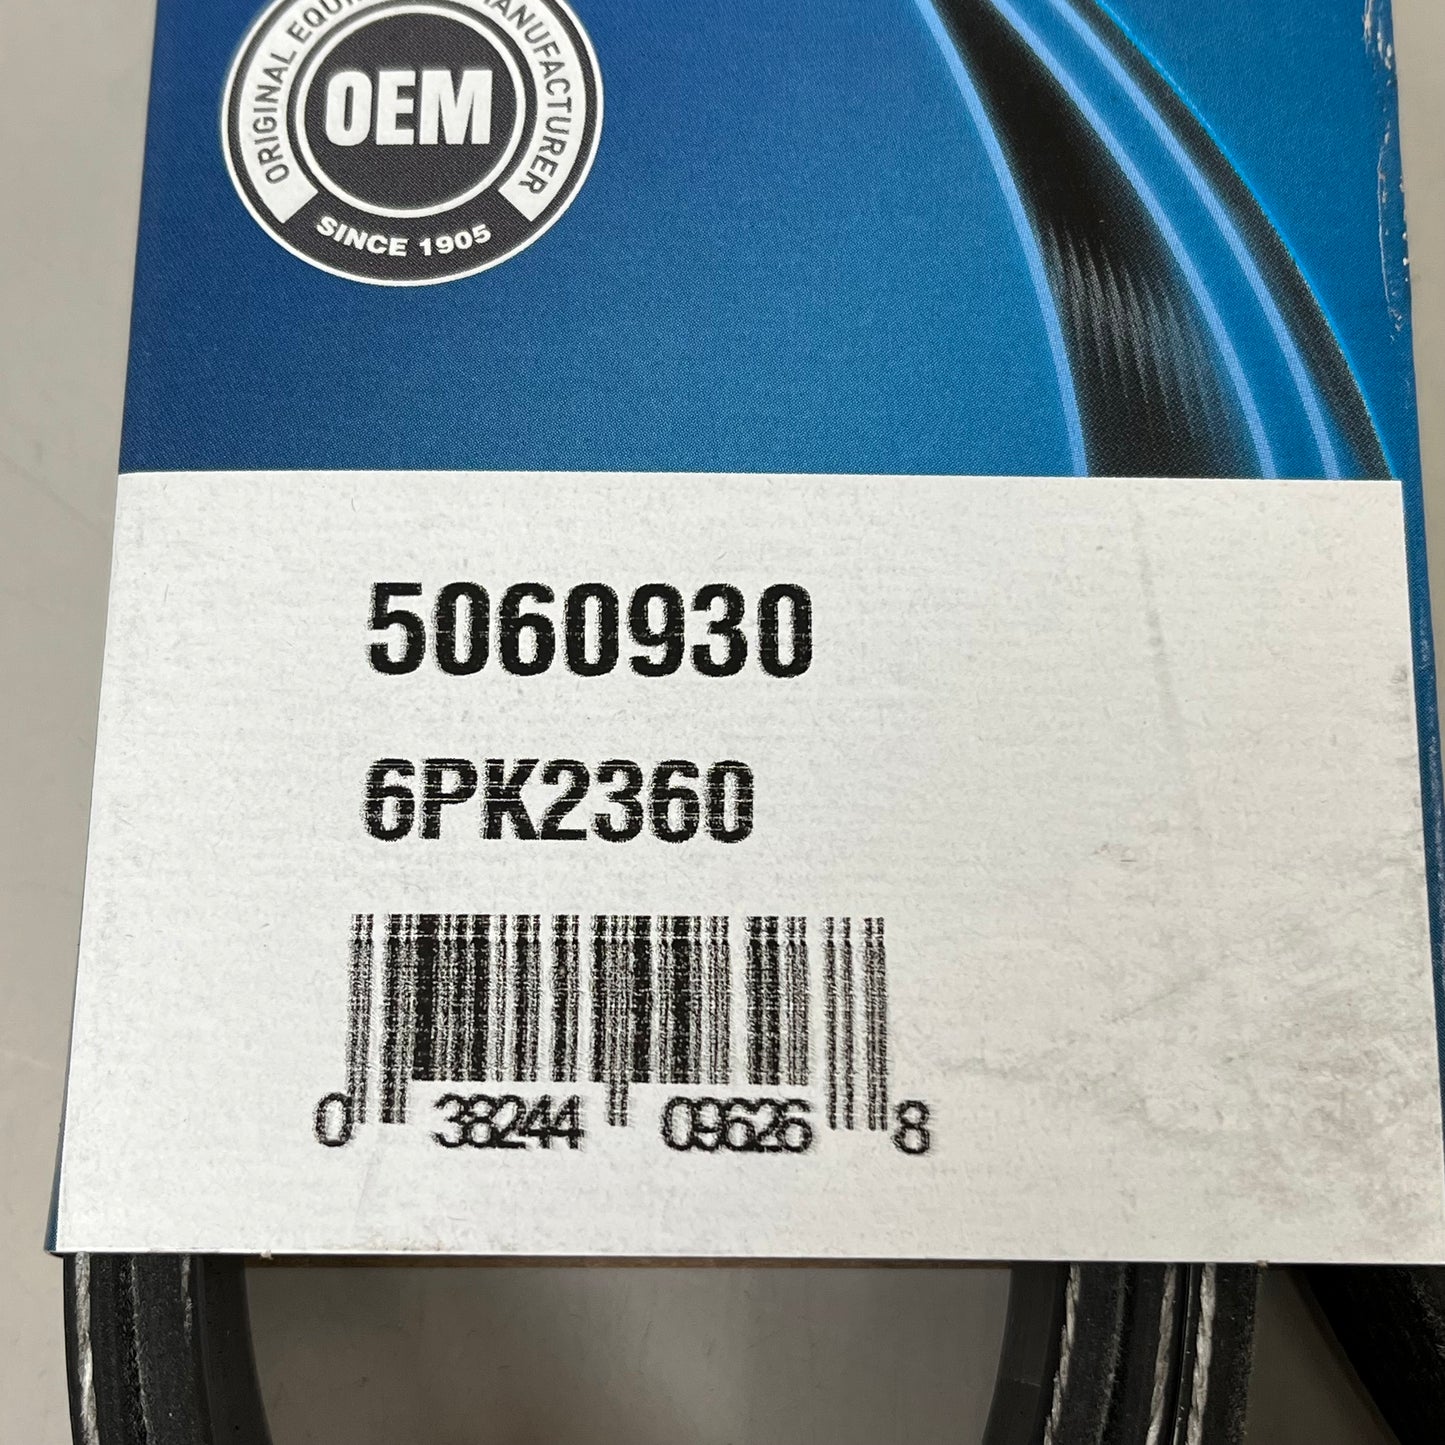 ORIGINAL EQUIPMENT MANUFACTURER
OEM
SINCE 1905
5060930
6PK2360
0 38244 09626 8